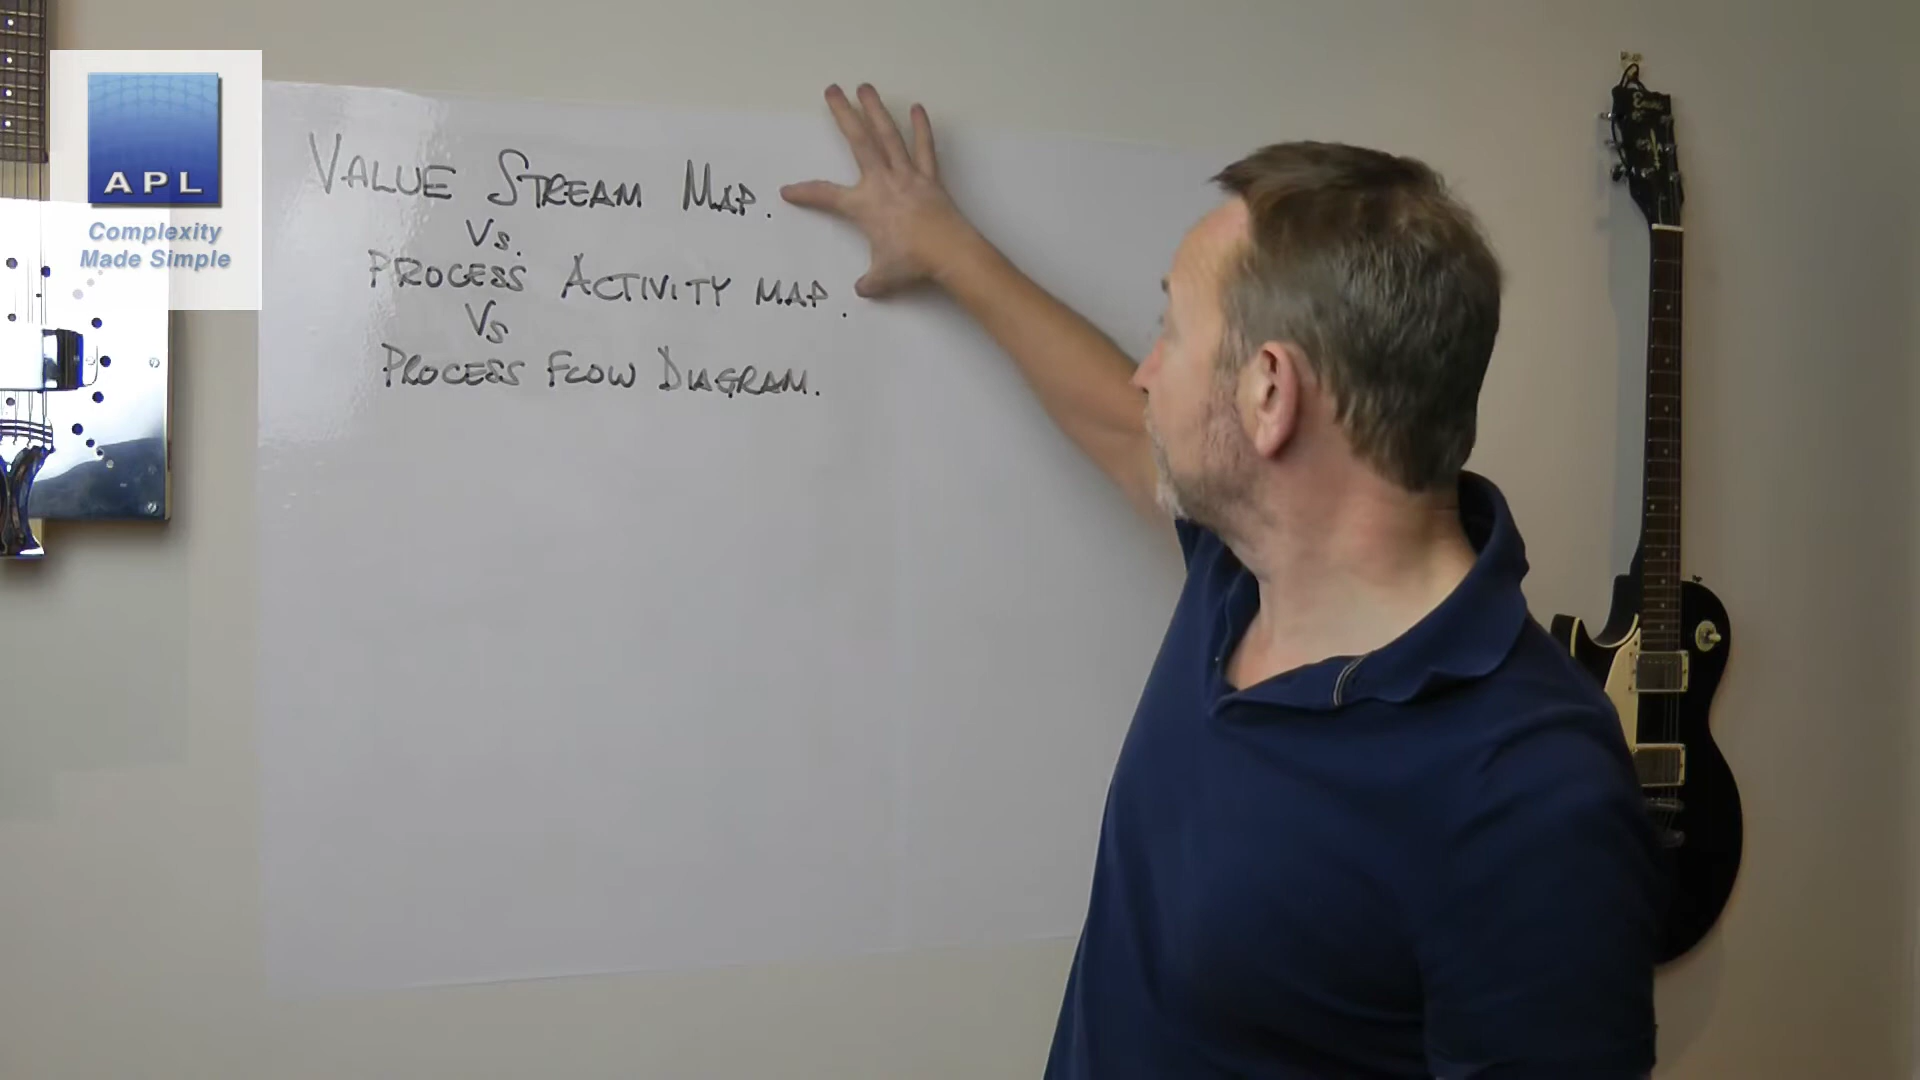 APL
Complexity
Made Simple
VALUE STREAM MAP.
Vs.
PROCESS ACTIVITY MAP.
Vs
PROCESS FLOW DIAGRAM.